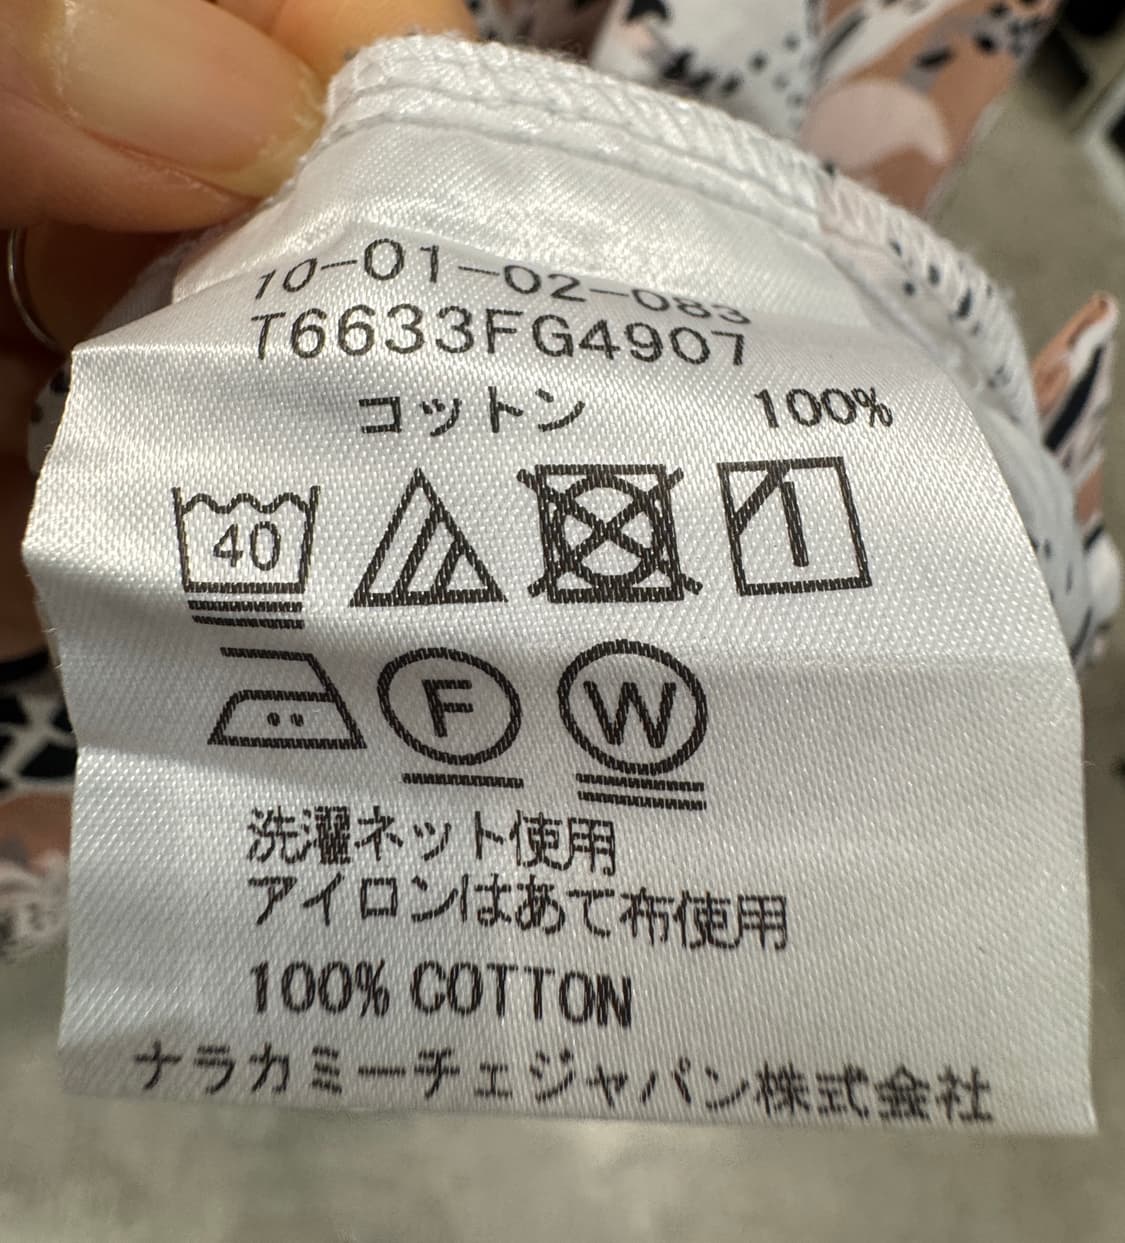 10-01-02-083
T6633FG4907
コットン 100%
40
F W
洗濯ネット使用
アイロンはあて布使用
100% COTTON
ナラカミーチェジャパン株式会社